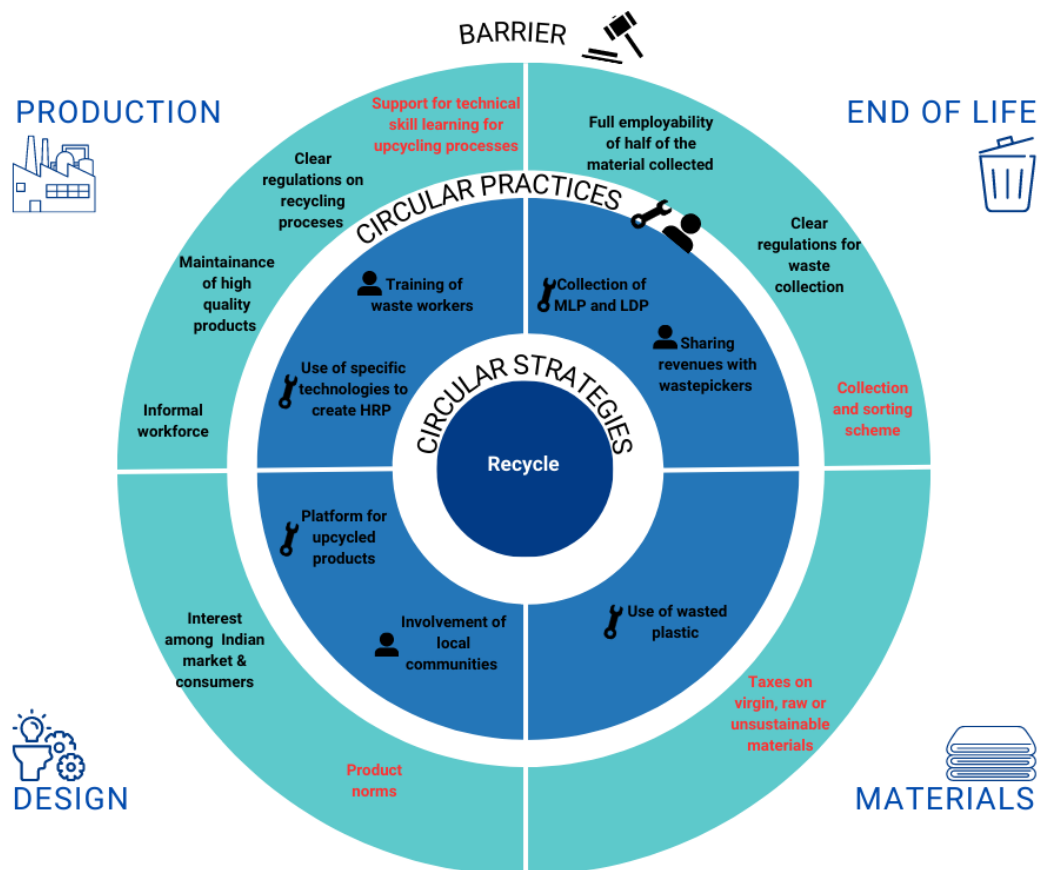 BARRIER
PRODUCTION
END OF LIFE
Support for technical
skill learning for
upcycling processes
Full employability
of half of the
material collected
Clear
regulations on
recycling proceses
CIRCULAR PRACTICES
Clear
regulations for
waste
collection
Maintainance
of high
quality
products
Training of
waste workers
Collection of
MLP and LDP
Sharing
revenues with
wastepickers
Use of specific
technologies to
create HRP
CIRCULAR STRATEGIES
Collection
and sorting
scheme
Informal
workforce
Recycle
Platform for
upcycled
products
Interest
among Indian
market &
consumers
Involvement of
local
communities
Use of wasted
plastic
Taxes on
virgin, raw or
unsustainable
materials
Product
norms
DESIGN
MATERIALS